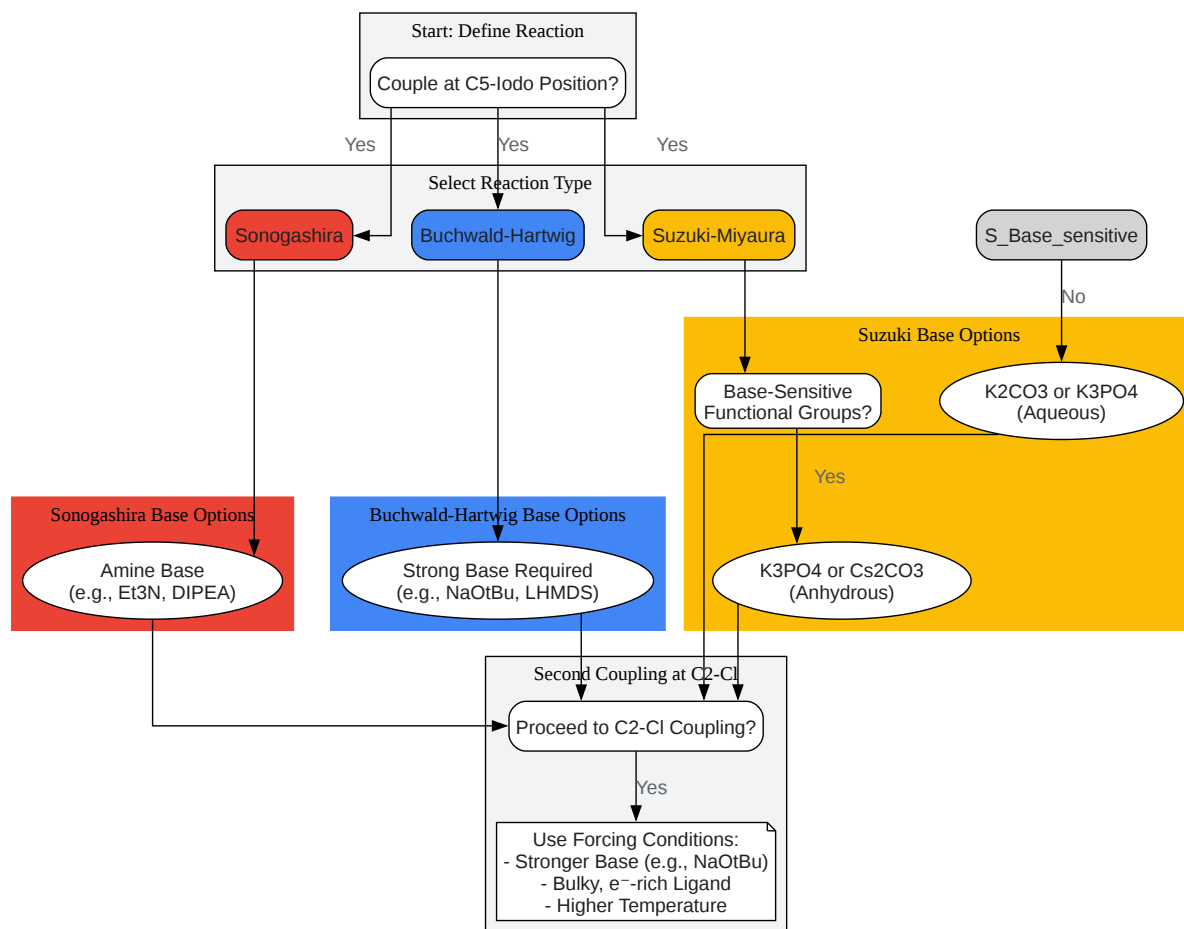 Start: Define Reaction
Couple at C5-Iodo Position?
Yes
Yes
Yes
Select Reaction Type
Sonogashira
Buchwald-Hartwig
Suzuki-Miyaura
S_Base_sensitive
No
Suzuki Base Options
Base-Sensitive
Functional Groups?
K2CO3 or K3PO4
(Aqueous)
Yes
Sonogashira Base Options
Buchwald-Hartwig Base Options
Amine Base
(e.g., Et3N, DIPEA)
Strong Base Required
(e.g., NaOtBu, LHMDS)
K3PO4 or Cs2CO3
(Anhydrous)
Second Coupling at C2-Cl
Proceed to C2-Cl Coupling?
Yes
Use Forcing Conditions:
- Stronger Base (e.g., NaOtBu)
- Bulky, e⁻-rich Ligand
- Higher Temperature